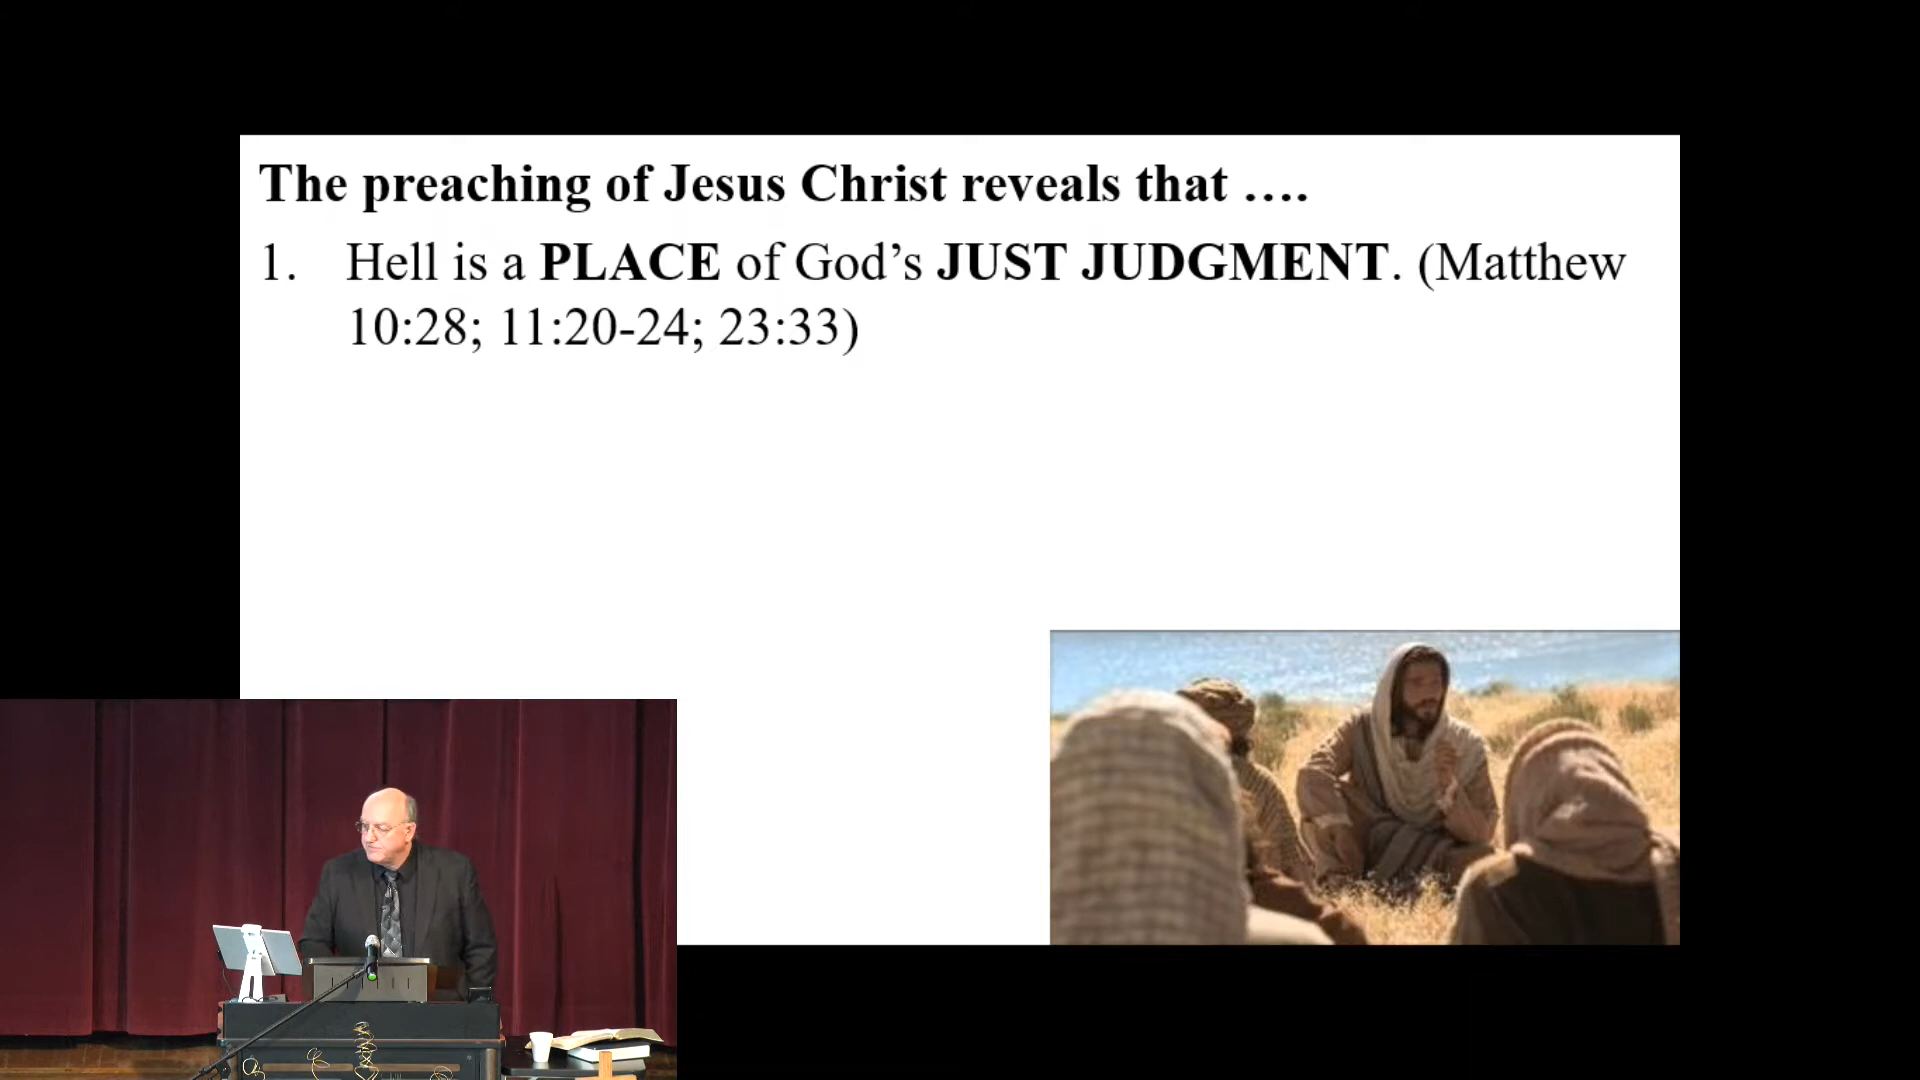 The preaching of Jesus Christ reveals that ….
1. Hell is a PLACE of God’s JUST JUDGMENT. (Matthew
10:28; 11:20-24; 23:33)